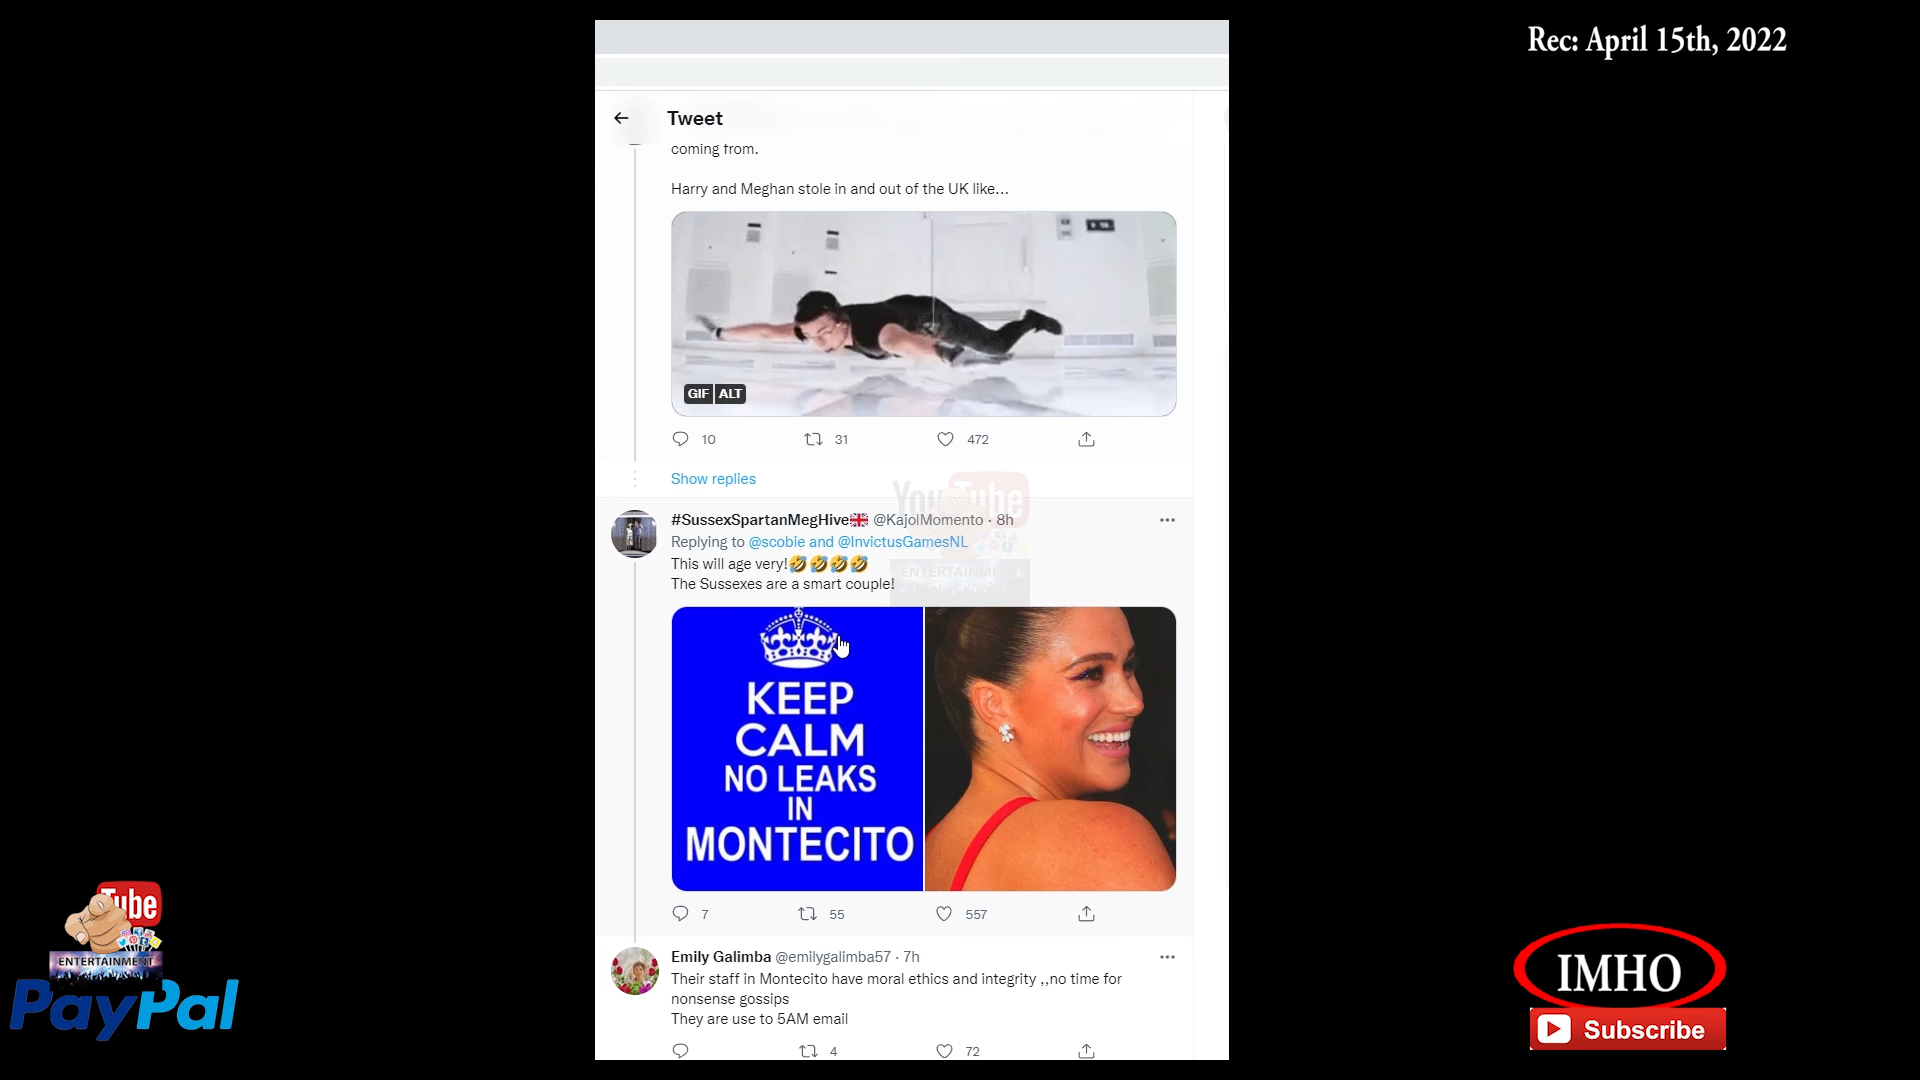 Rec: April 15th, 2022
Tweet
coming from.
Harry and Meghan stole in and out of the UK like...
GIF ALT
10 31 472
Show replies
YouTube
ENTERTAINMENT
#SussexSpartanMegHive🇬🇧 @KajolMomento · 8h
Replying to @scobie and @InvictusGamesNL
This will age very!🤣🤣🤣🤣
The Sussexes are a smart couple!
KEEP
CALM
NO LEAKS
IN
MONTECITO
7 55 557
Emily Galimba @emilygalimba57 · 7h
Their staff in Montecito have moral ethics and integrity ,,no time for
nonsense gossips
They are use to 5AM email
4 72
Tube
ENTERTAINMENT
PayPal
IMHO
Subscribe